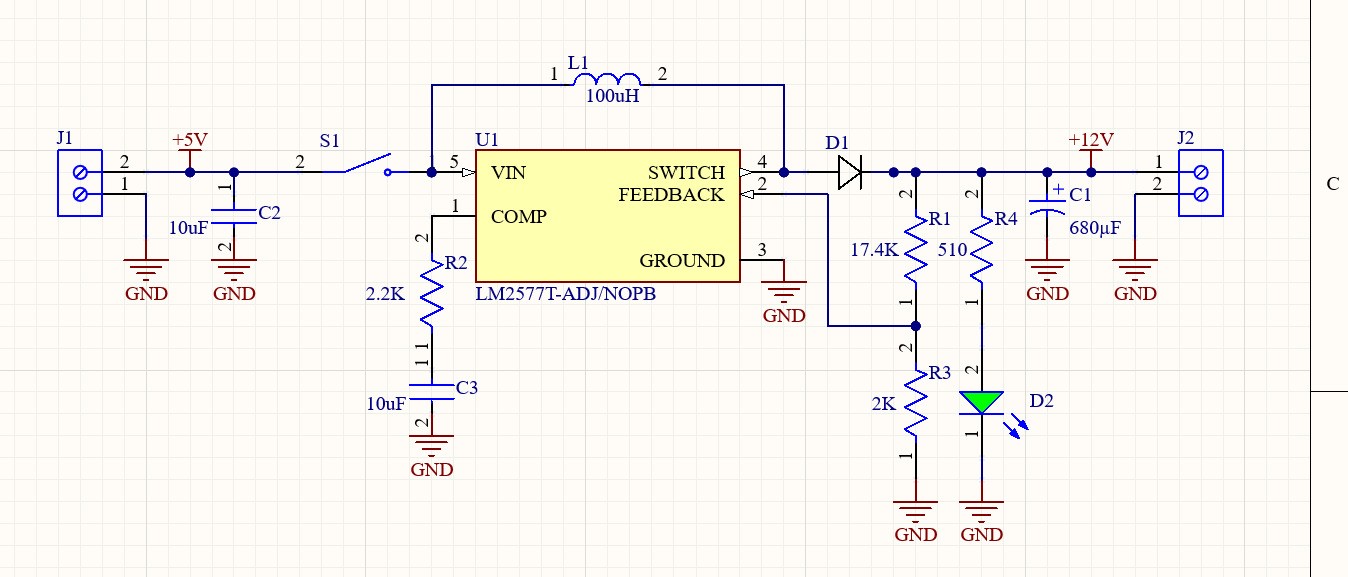 L1
1 2
100uH
J1
+5V
S1
U1
D1
+12V
J2
2
1
2
5
VIN
SWITCH
4
FEEDBACK
2
1
2
C
1
C2
10uF
2
1
COMP
2
R2
2.2K
GROUND
3
LM2577T-ADJ/NOPB
2
R1
17.4K
1
2
R4
510
1
+
C1
680µF
GND
GND
GND
GND
GND
1
1
C3
10uF
2
GND
2
R3
2K
1
2
D2
1
GND
GND